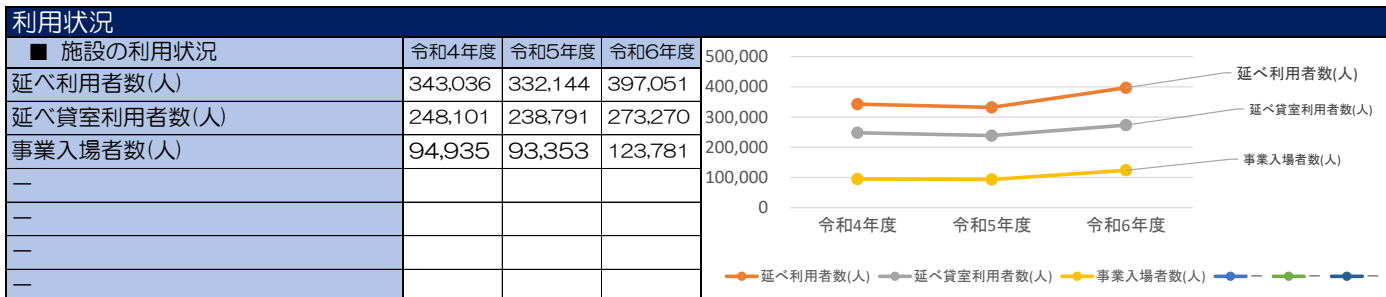 利用状況
■ 施設の利用状況 令和4年度 令和5年度 令和6年度
延べ利用者数(人) 343,036 332,144 397,051
延べ貸室利用者数(人) 248,101 238,791 273,270
事業入場者数(人) 94,935 93,353 123,781
ー
ー
ー
ー
500,000
400,000
300,000
200,000
100,000
0
令和4年度 令和5年度 令和6年度
延べ利用者数(人)
延べ貸室利用者数(人)
事業入場者数(人)
延べ利用者数(人) 延べ貸室利用者数(人) 事業入場者数(人) ー ー ー